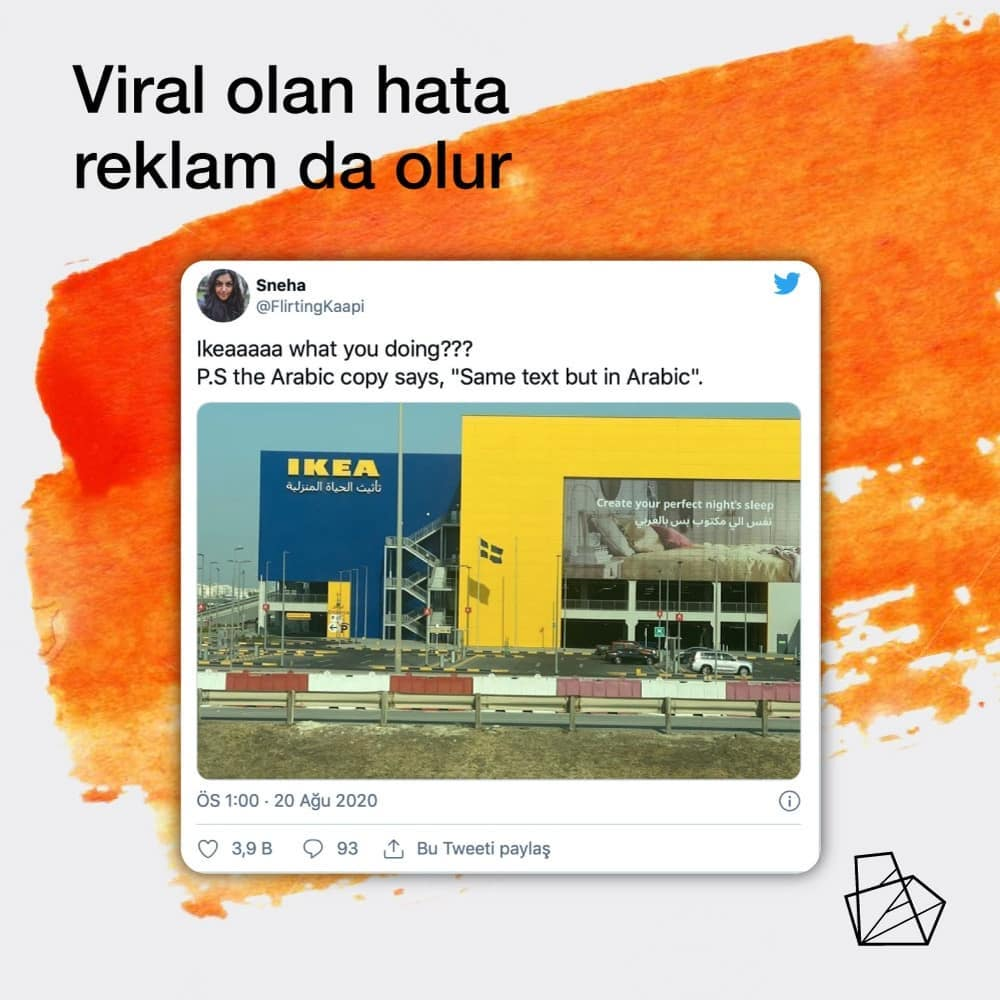 Viral olan hata
reklam da olur
Sneha
@FlirtingKaapi
Ikeaaaaa what you doing???
P.S the Arabic copy says, "Same text but in Arabic".
IKEA
تأثيث الحياة المنزلية
Create your perfect night's sleep
نفس الي مكتوب بس بالعربي
ÖS 1:00 · 20 Ağu 2020
3,9 B 93 Bu Tweeti paylaş